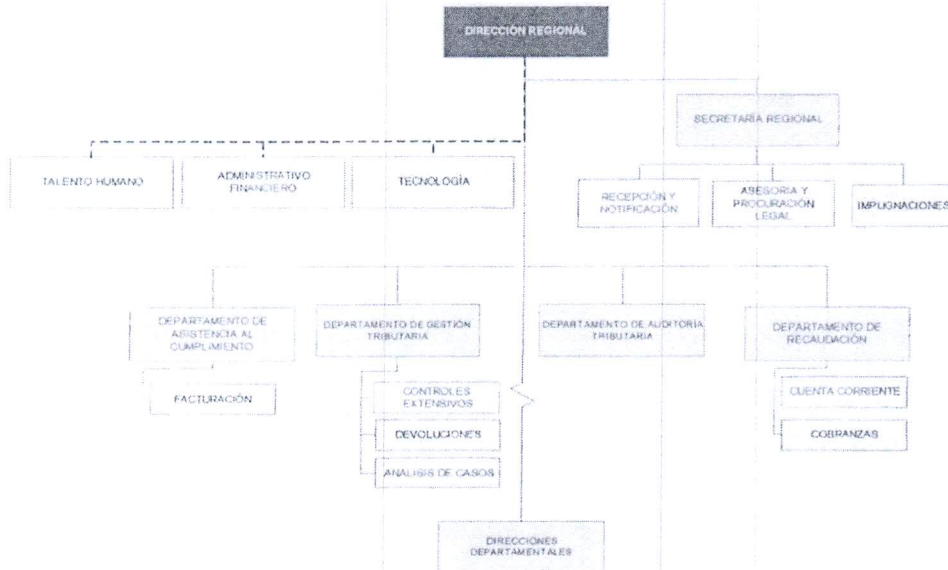 DIRECCIÓN REGIONAL
SECRETARÍA REGIONAL
TALENTO HUMANO
ADMINISTRATIVO
FINANCIERO
TECNOLOGÍA
RECEPCIÓN Y
NOTIFICACIÓN
ASESORIA Y
PROCURACIÓN
LEGAL
IMPUGNACIONES
DEPARTAMENTO DE
ASISTENCIA AL
CUMPLIMIENTO
FACTURACIÓN
DEPARTAMENTO DE GESTIÓN
TRIBUTARIA
CONTROLES
EXTENSIVOS
DEVOLUCIONES
ANÁLISIS DE CASOS
DEPARTAMENTO DE AUDITORÍA
TRIBUTARIA
DEPARTAMENTO DE
RECAUDACIÓN
CUENTA CORRIENTE
COBRANZAS
DIRECCIONES
DEPARTAMENTALES